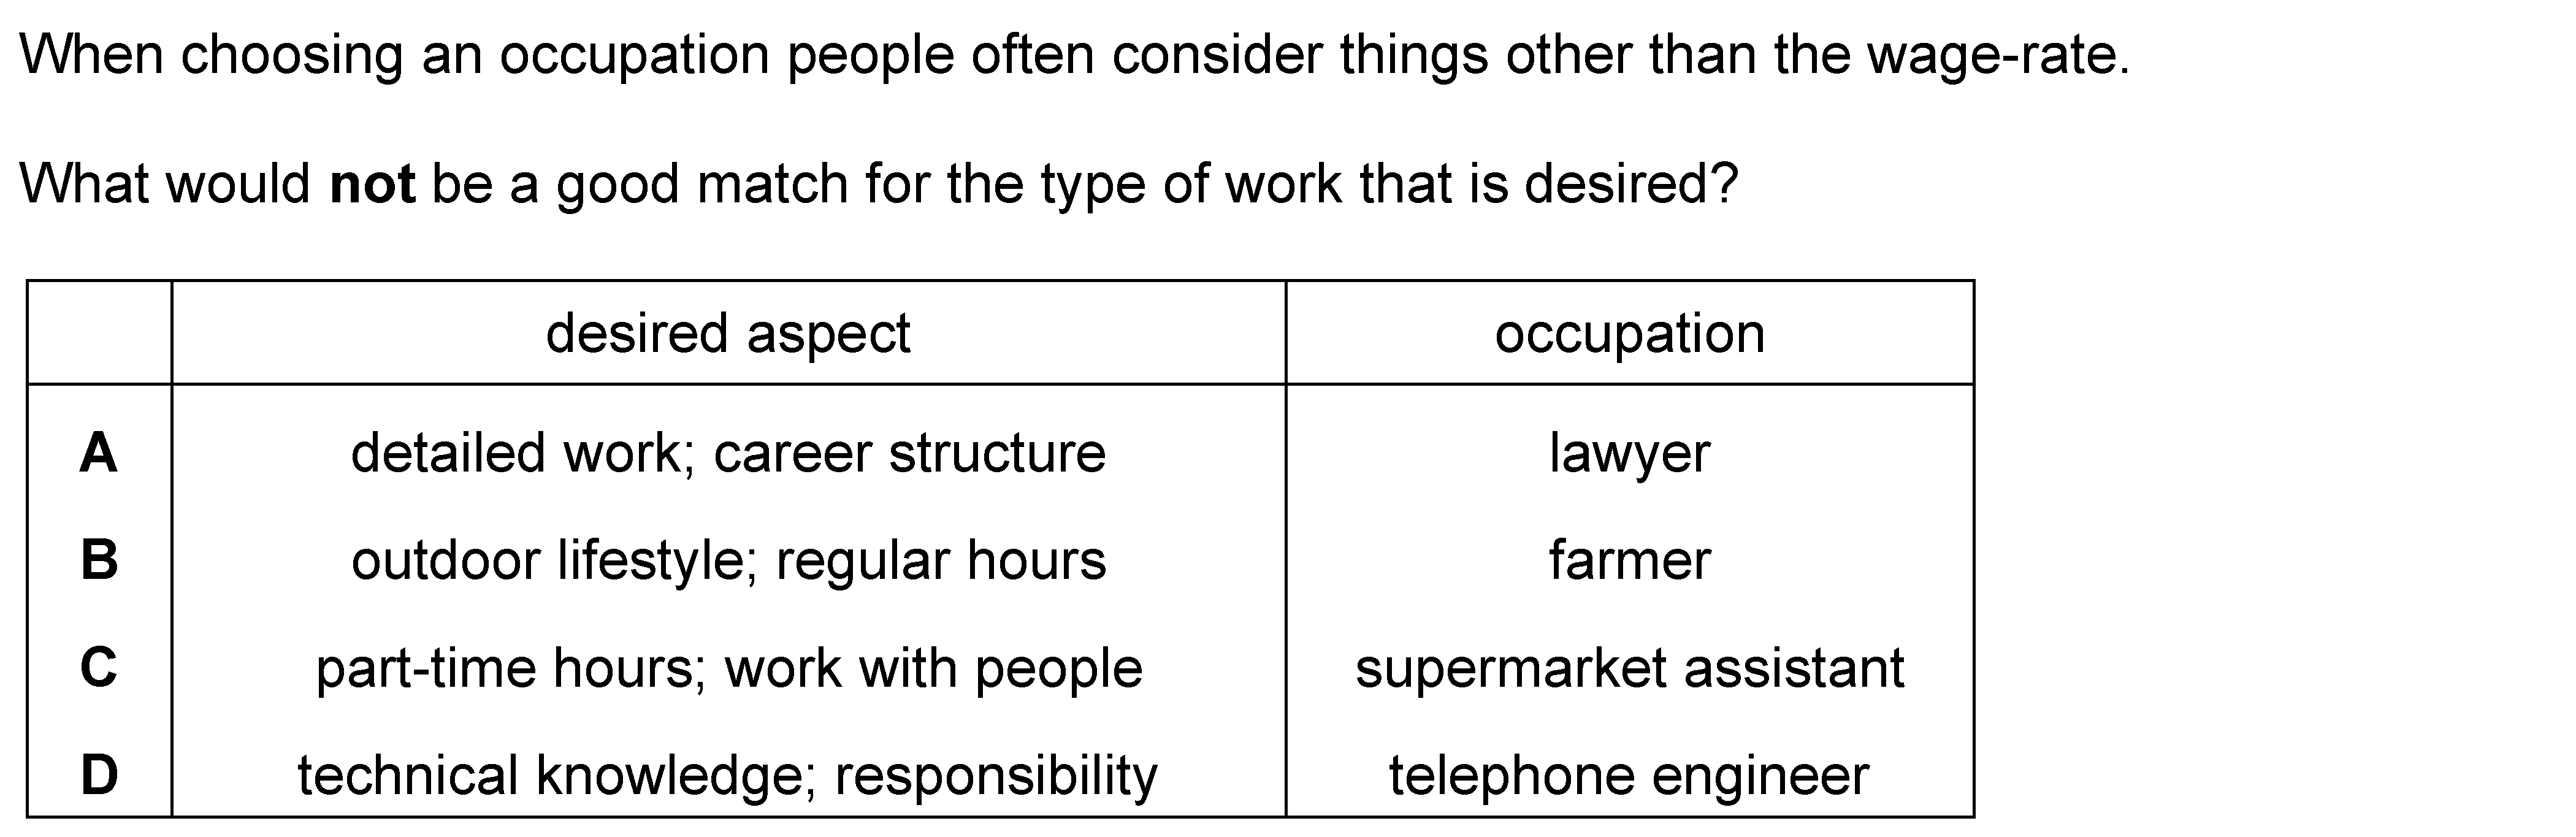 When choosing an occupation people often consider things other than the wage-rate.
What would not be a good match for the type of work that is desired?
desired aspect occupation
A detailed work; career structure lawyer
B outdoor lifestyle; regular hours farmer
C part-time hours; work with people supermarket assistant
D technical knowledge; responsibility telephone engineer